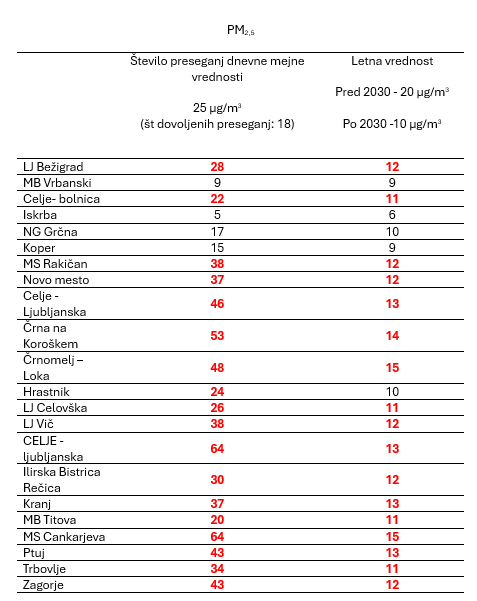 PM2,5
Število preseganj dnevne mejne vrednosti
25 µg/m³
(št dovoljenih preseganj: 18)
Letna vrednost
Pred 2030 - 20 µg/m³
Po 2030 -10 µg/m³
LJ Bežigrad 28 12
MB Vrbanski 9 9
Celje- bolnica 22 11
Iskrba 5 6
NG Grčna 17 10
Koper 15 9
MS Rakičan 38 12
Novo mesto 37 12
Celje - Ljubljanska 46 13
Črna na Koroškem 53 14
Črnomelj – Loka 48 15
Hrastnik 24 10
LJ Celovška 26 11
LJ Vič 38 12
CELJE - ljubljanska 64 13
Ilirska Bistrica Rečica 30 12
Kranj 37 13
MB Titova 20 11
MS Cankarjeva 64 15
Ptuj 43 13
Trbovlje 34 11
Zagorje 43 12